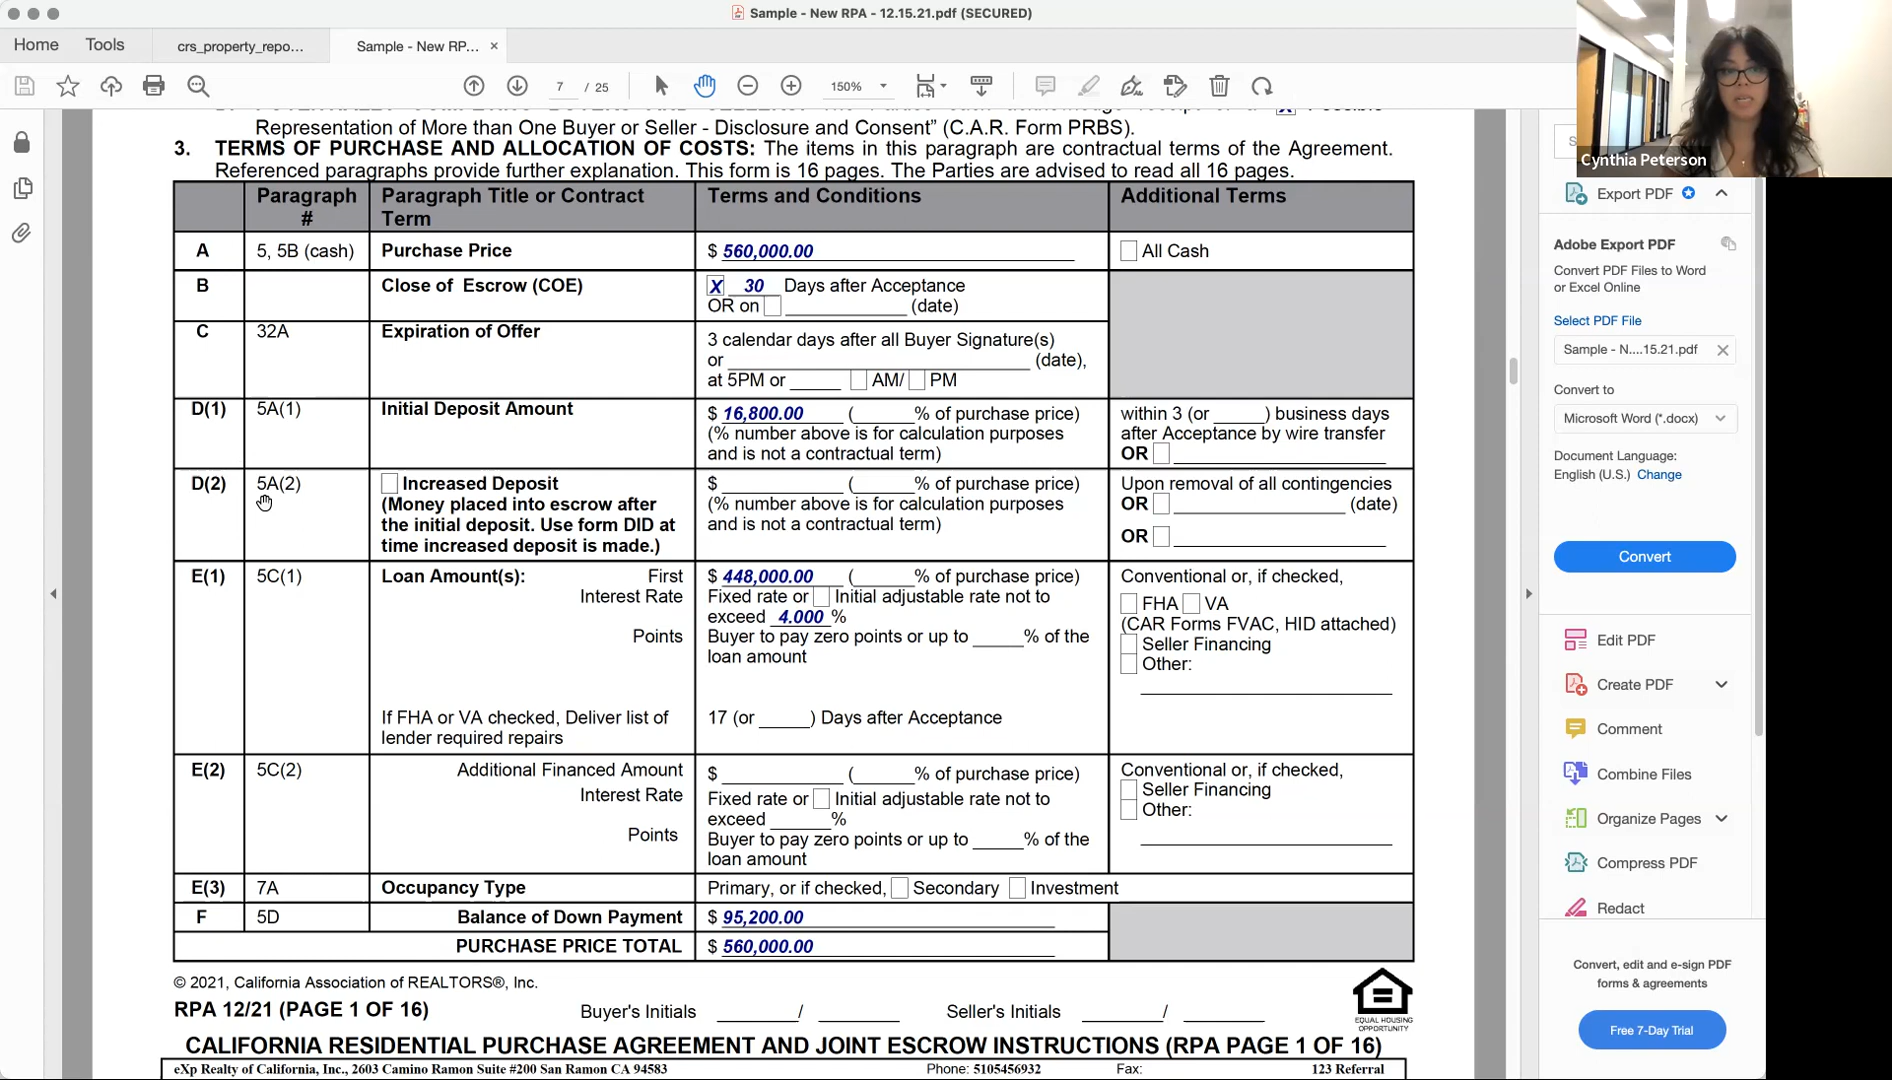 Sample - New RPA - 12.15.21.pdf (SECURED)
Home Tools crs_property_repo... Sample - New RP... ×
7 / 25 150%
Cynthia Peterson
Representation of More than One Buyer or Seller - Disclosure and Consent" (C.A.R. Form PRBS).
3. TERMS OF PURCHASE AND ALLOCATION OF COSTS: The items in this paragraph are contractual terms of the Agreement.
Referenced paragraphs provide further explanation. This form is 16 pages. The Parties are advised to read all 16 pages.
Paragraph # Paragraph Title or Contract Term Terms and Conditions Additional Terms
A 5, 5B (cash) Purchase Price $ 560,000.00 All Cash
B Close of Escrow (COE) X 30 Days after Acceptance
OR on ____ (date)
C 32A Expiration of Offer 3 calendar days after all Buyer Signature(s)
or ____ (date),
at 5PM or ____ AM/ PM
D(1) 5A(1) Initial Deposit Amount $ 16,800.00 (____% of purchase price) within 3 (or ____) business days
(% number above is for calculation purposes after Acceptance by wire transfer
and is not a contractual term) OR ____
D(2) 5A(2) Increased Deposit $ ____ (____% of purchase price) Upon removal of all contingencies
(Money placed into escrow after (% number above is for calculation purposes OR ____ (date)
the initial deposit. Use form DID at and is not a contractual term)
time increased deposit is made.) OR ____
E(1) 5C(1) Loan Amount(s): First $ 448,000.00 (____% of purchase price) Conventional or, if checked,
Interest Rate Fixed rate or Initial adjustable rate not to FHA VA
exceed 4.000 % (CAR Forms FVAC, HID attached)
Points Buyer to pay zero points or up to ____% of the Seller Financing
loan amount Other:
If FHA or VA checked, Deliver list of 17 (or ____) Days after Acceptance
lender required repairs
E(2) 5C(2) Additional Financed Amount $ ____ (____% of purchase price) Conventional or, if checked,
Interest Rate Fixed rate or Initial adjustable rate not to Seller Financing
exceed ____% Other:
Points Buyer to pay zero points or up to ____% of the
loan amount
E(3) 7A Occupancy Type Primary, or if checked, Secondary Investment
F 5D Balance of Down Payment $ 95,200.00
PURCHASE PRICE TOTAL $ 560,000.00
© 2021, California Association of REALTORS®, Inc.
RPA 12/21 (PAGE 1 OF 16) Buyer's Initials ____ / ____ Seller's Initials ____ / ____
EQUAL HOUSING
OPPORTUNITY
CALIFORNIA RESIDENTIAL PURCHASE AGREEMENT AND JOINT ESCROW INSTRUCTIONS (RPA PAGE 1 OF 16)
eXp Realty of California, Inc., 2603 Camino Ramon Suite #200 San Ramon CA 94583 Phone: 5105456932 Fax: 123 Referral
Export PDF
Adobe Export PDF
Convert PDF Files to Word
or Excel Online
Select PDF File
Sample - N....15.21.pdf
Convert to
Microsoft Word (*.docx)
Document Language:
English (U.S.) Change
Convert
Edit PDF
Create PDF
Comment
Combine Files
Organize Pages
Compress PDF
Redact
Convert, edit and e-sign PDF
forms & agreements
Free 7-Day Trial